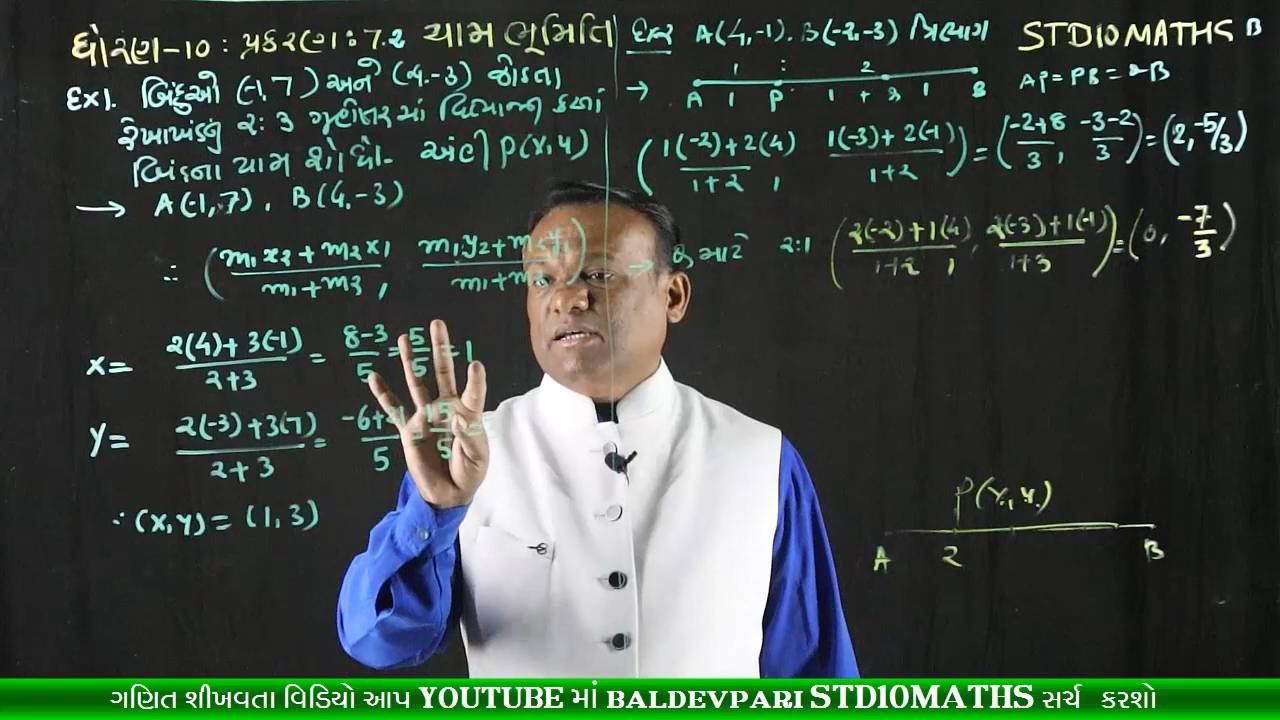 ધોરણ-10 : પ્રકરણ : 7.2 યામ ભૂમિતિ
Ex1. બિંદુઓ (-1, 7) અને (4, -3) ને જોડતા
રેખાખંડનું 2 : 3 ગુણોત્તરમાં વિભાજન કરતાં
બિંદુના યામ શોધો. અહીં P(x, y)
→ A(-1, 7), B(4, -3)
∴ (m₁x₂ + m₂x₁ / m₁ + m₂, m₁y₂ + m₂y₁ / m₁ + m₂)
x = 2(4) + 3(-1) / 2+3 = 8-3 / 5 = 5/5 = 1
y = 2(-3) + 3(7) / 2+3 = -6+21 / 5 = 15/5 =
∴ (x, y) = (1, 3)
A(4, -1). B(-2, -3) ત્રિભાગ
STD10MATHS B
→ 1 : 2
A 1 P 1 + 1 B
AP = PB = QB
(1(-2) + 2(4) / 1+2, 1(-3) + 2(-1) / 1+2) = (-2+8 / 3, -3-2 / 3) = (2, -5/3)
→ Q માટે 2:1 (2(-2) + 1(4) / 1+2, 2(-3) + 1(-1) / 1+2) = (0, -7/3)
P(x, y)
A 2 B
ગણિત શીખવતા વિડિયો આપ YOUTUBE માં BALDEVPARI STD10MATHS સર્ચ કરશો